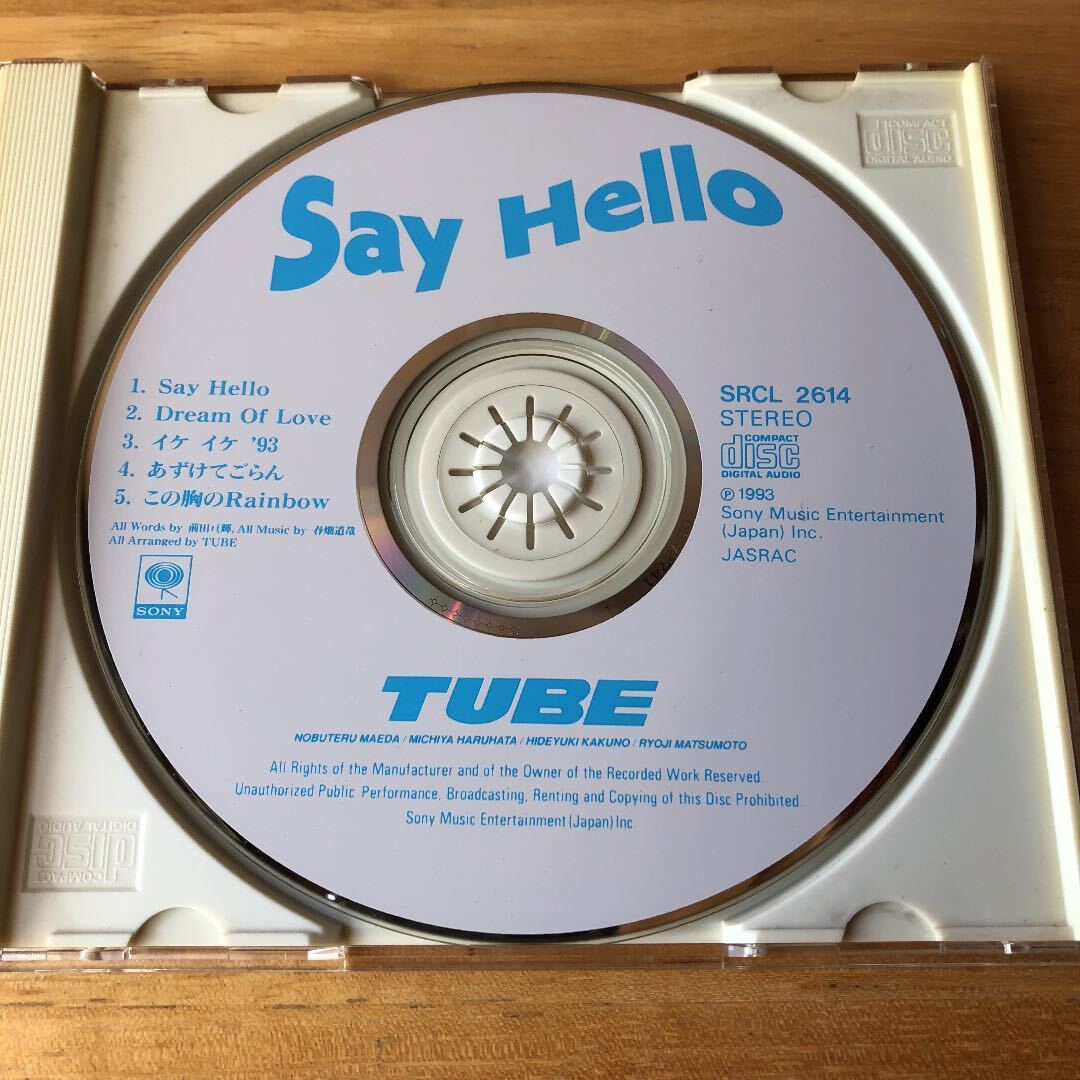 Say Hello
1. Say Hello
2. Dream Of Love
3. イケ イケ '93
4. あずけてごらん
5. この胸のRainbow
All Words by 前田亘輝, All Music by 春畑道哉
All Arranged by TUBE
SONY
SRCL 2614
STEREO
COMPACT
disc
DIGITAL AUDIO
Ⓟ 1993
Sony Music Entertainment
(Japan) Inc.
JASRAC
TUBE
NOBUTERU MAEDA / MICHIYA HARUHATA / HIDEYUKI KAKUNO / RYOJI MATSUMOTO
All Rights of the Manufacturer and of the Owner of the Recorded Work Reserved.
Unauthorized Public Performance, Broadcasting, Renting and Copying of this Disc Prohibited.
Sony Music Entertainment (Japan) Inc.
COMPACT
disc
DIGITAL AUDIO
COMPACT
disc
DIGITAL AUDIO